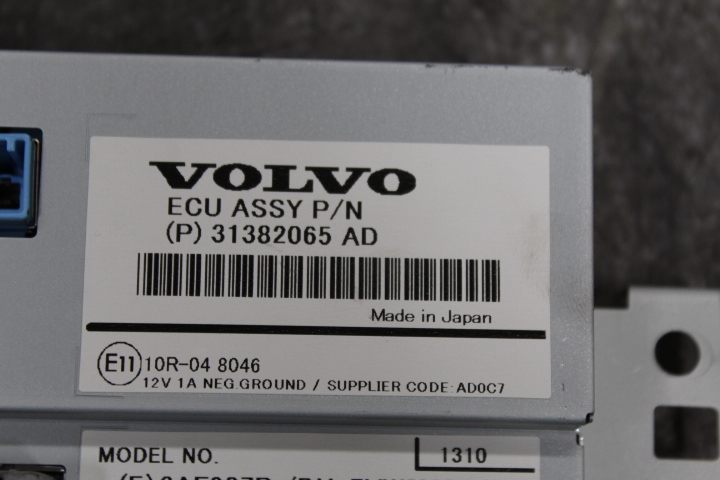 VOLVO
ECU ASSY P/N
(P) 31382065 AD
Made in Japan
E11 10R-04 8046
12V 1A NEG GROUND / SUPPLIER CODE: AD0C7
MODEL NO. 1310